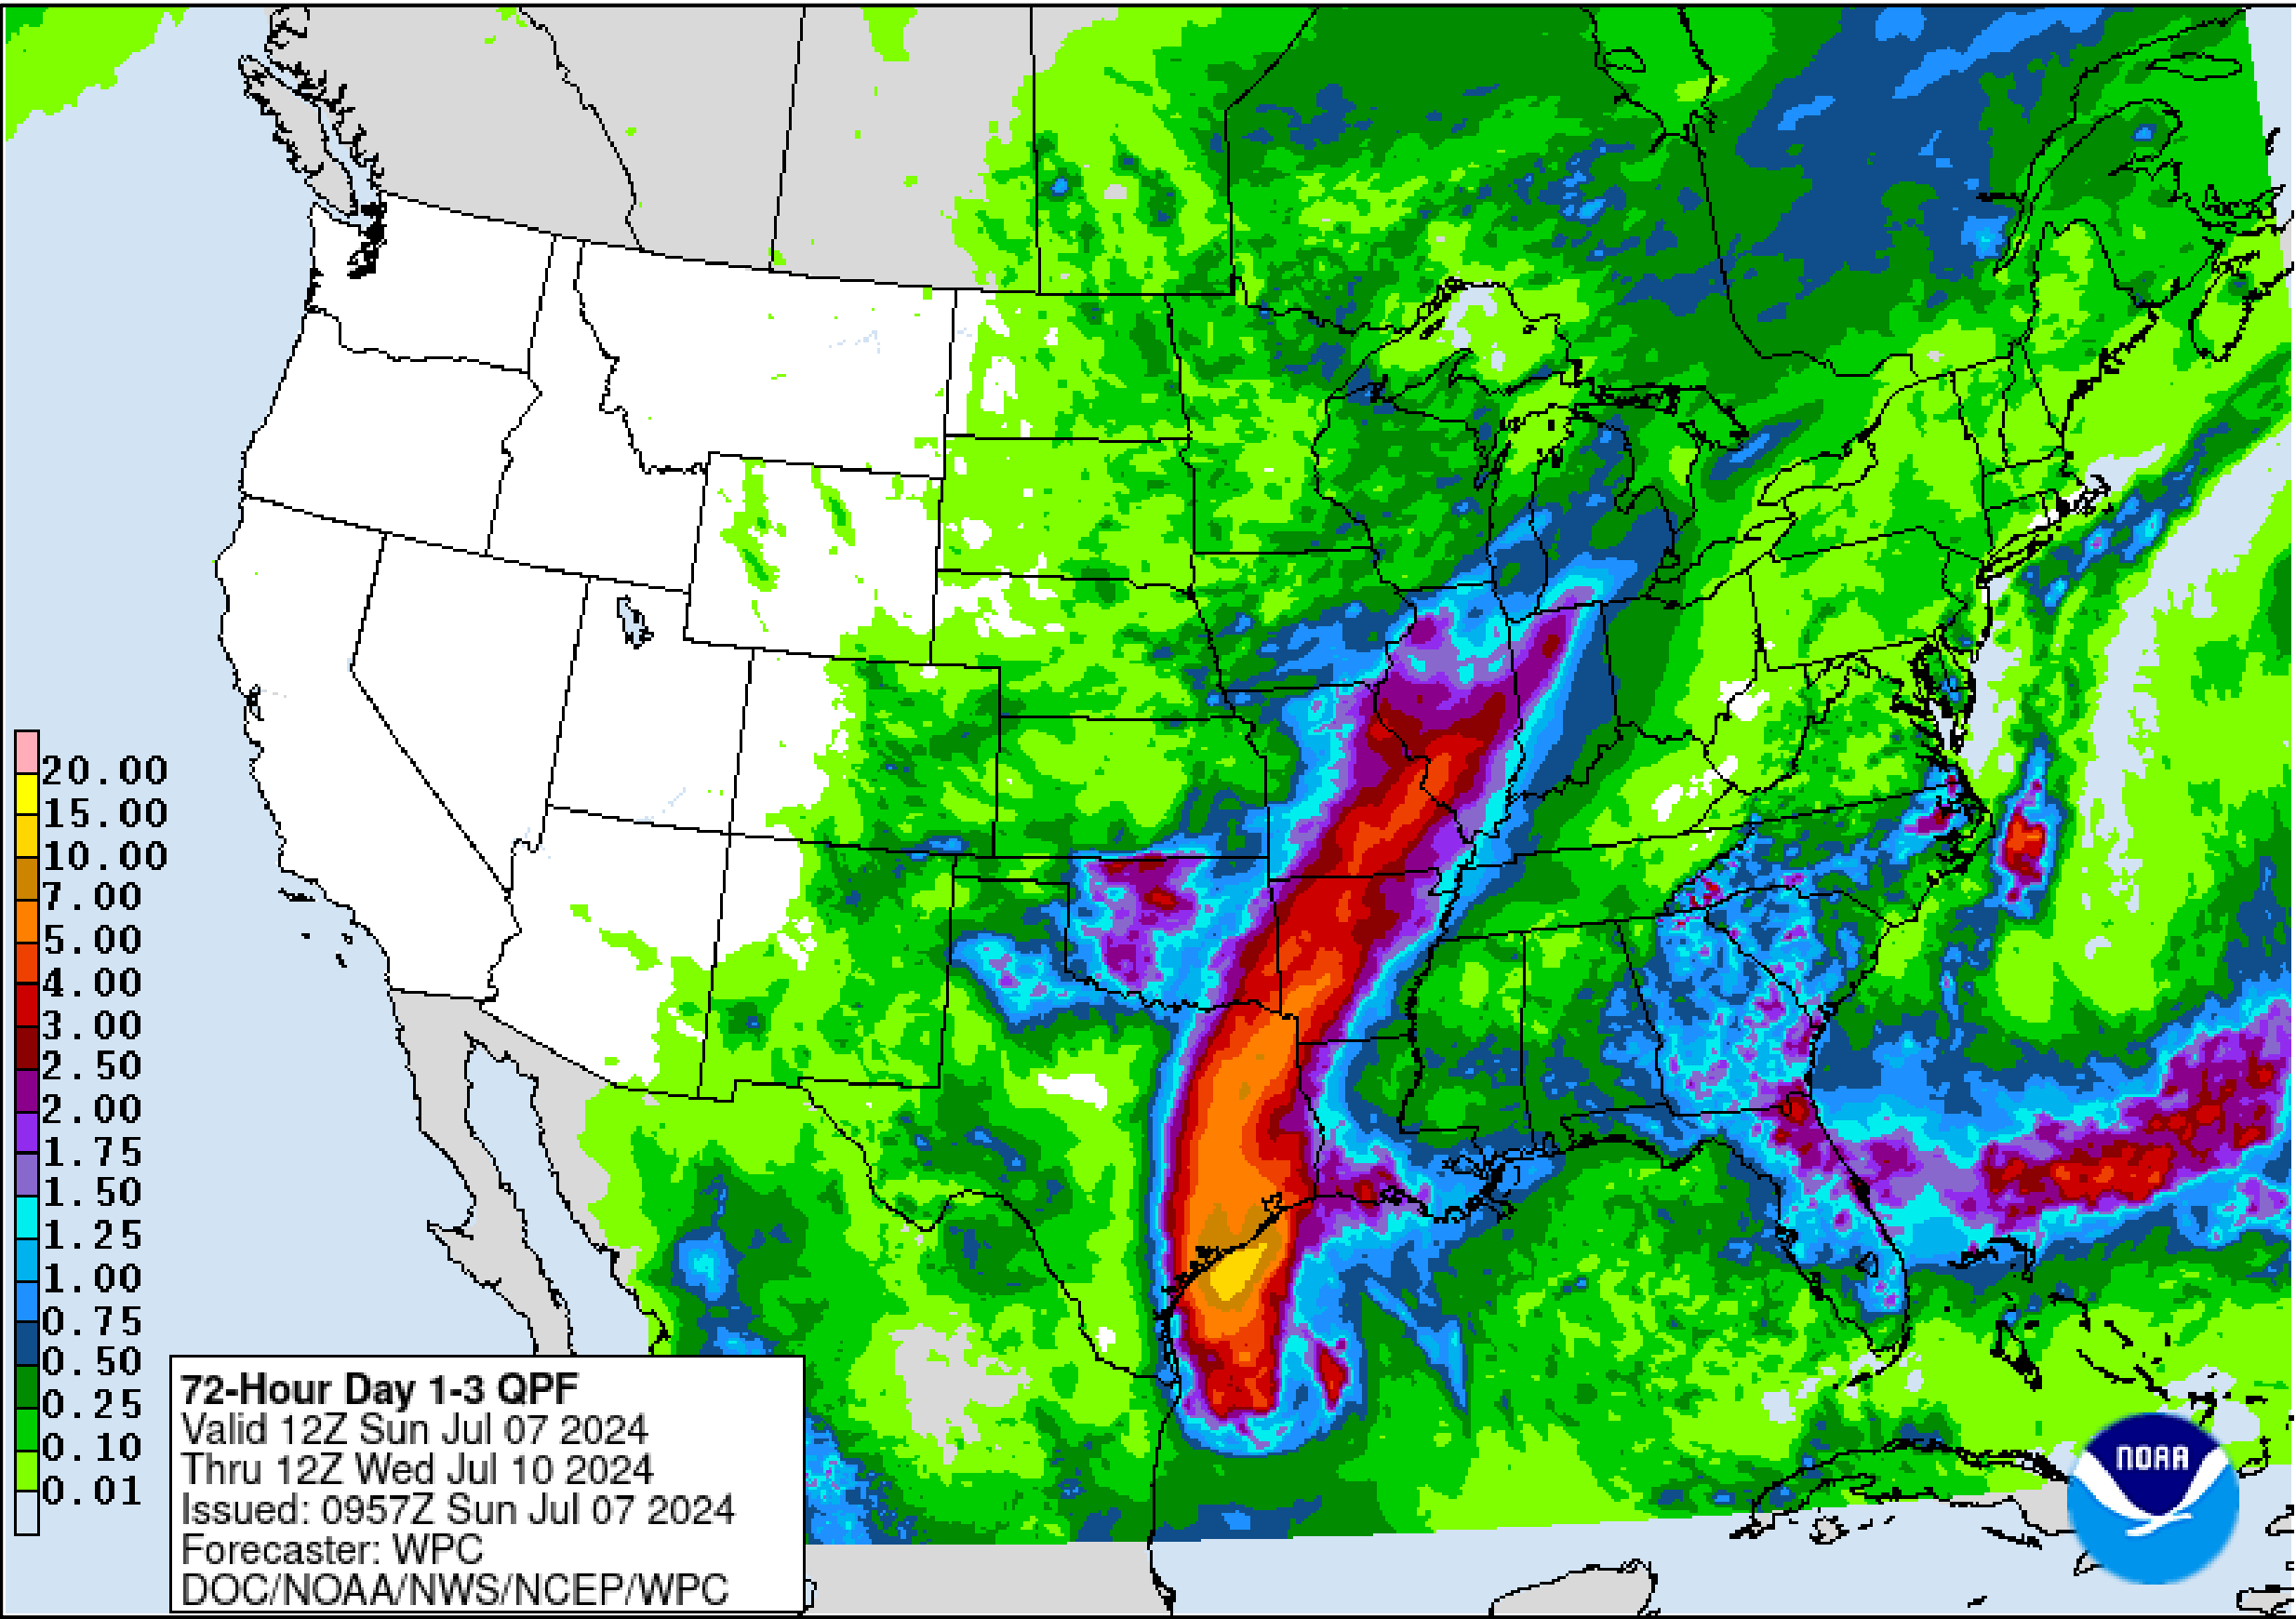 20.00
15.00
10.00
7.00
5.00
4.00
3.00
2.50
2.00
1.75
1.50
1.25
1.00
0.75
0.50
0.25
0.10
0.01
72-Hour Day 1-3 QPF
Valid 12Z Sun Jul 07 2024
Thru 12Z Wed Jul 10 2024
Issued: 0957Z Sun Jul 07 2024
Forecaster: WPC
DOC/NOAA/NWS/NCEP/WPC
NOAA